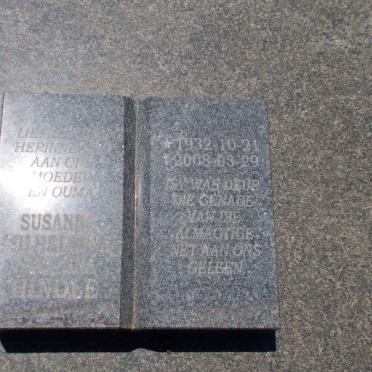 HERINNERING
AAN ONS
MOEDER
EN OUMA
SUSANNA
WILHELMINA
★1932-10-21
†2008-03-29
SY WAS DEUR
DIE GENADE
VAN DIE
ALMAGTIGE
NET AAN ONS
GELEEN